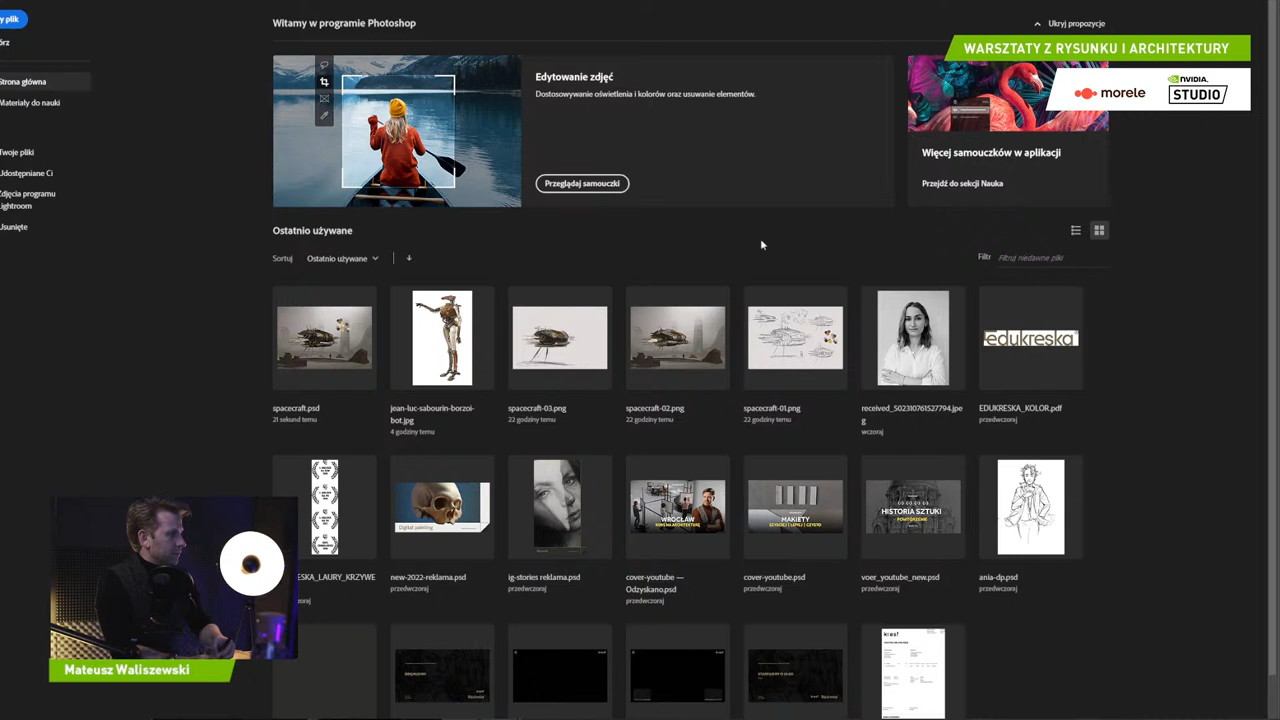 y plik
Witamy w programie Photoshop
Ukryj propozycje
WARSZTATY Z RYSUNKU I ARCHITEKTURY
morele
NVIDIA.
STUDIO
Strona główna
Materiały do nauki
Twoje pliki
Udostępniane Ci
Zdjęcia programu
Lightroom
Usunięte
Edytowanie zdjęć
Dostosowywanie oświetlenia i kolorów oraz usuwanie elementów.
Przeglądaj samouczki
Więcej samouczków w aplikacji
Przejdź do sekcji Nauka
Ostatnio używane
Sortuj
Ostatnio używane
Filtr
Filtruj niedawne pliki
edukreska
spacecraft.psd
21 sekund temu
jean-luc-sabourin-borzoi-
bot.jpg
4 godziny temu
spacecraft-03.png
22 godziny temu
spacecraft-02.png
22 godziny temu
spacecraft-01.png
22 godziny temu
received_502310761527794.jpe
g
wczoraj
EDUKRESKA_KOLOR.pdf
przedwczoraj
Digital painting
WROCŁAW
MAKIETY
HISTORIA SZTUKI
POWTÓRZENIE
ESKA_LAURY_KRZYWE
new-2022-reklama.psd
przedwczoraj
ig-stories reklama.psd
przedwczoraj
cover-youtube —
Odzyskano.psd
przedwczoraj
cover-youtube.psd
przedwczoraj
voer_youtube_new.psd
przedwczoraj
ania-dp.psd
przedwczoraj
Mateusz Waliszewski